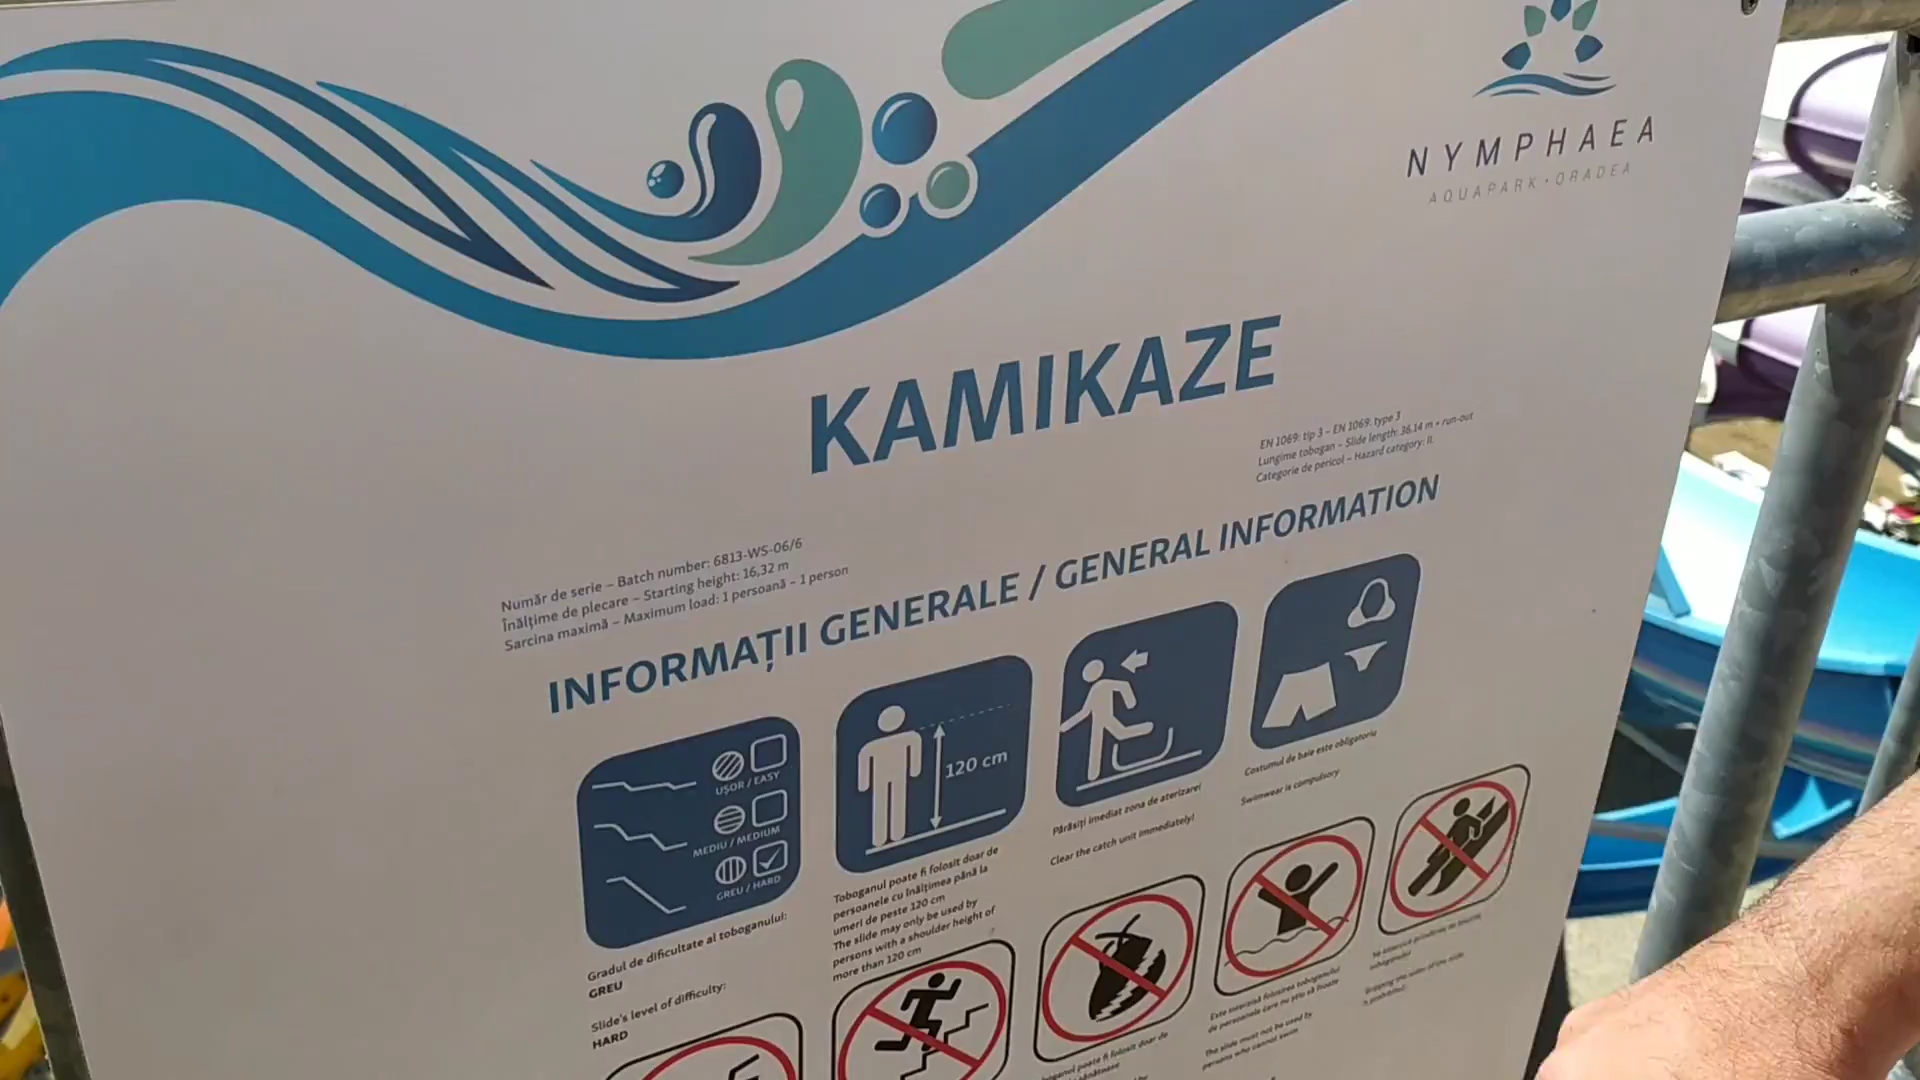 NYMPHAEA
AQUAPARK • ORADEA
KAMIKAZE
EN 1069: tip 3 – EN 1069: type 3
Lungime tobogan – Slide length: 36.14 m + run-out
Categorie de pericol – Hazard category: II.
Număr de serie – Batch number: 6813-WS-06/6
Înălțime de plecare – Starting height: 16,32 m
Sarcina maximă – Maximum load: 1 persoană – 1 person
INFORMAȚII GENERALE / GENERAL INFORMATION
UȘOR / EASY
MEDIU / MEDIUM
GREU / HARD
Gradul de dificultate al toboganului:
GREU
Slide's level of difficulty:
HARD
120 cm
Toboganul poate fi folosit doar de
persoanele cu înălțimea până la
umeri de peste 120 cm
The slide may only be used by
persons with a shoulder height of
more than 120 cm
Părăsiți imediat zona de aterizare!
Clear the catch unit immediately!
Costumul de baie este obligatoriu
Swimwear is compulsory
poate fi folosit doar de
Este interzisă folosirea toboganului
de persoanele care nu știu să înoate
The slide must not be used by
persons who cannot swim
toboganului
Gripping the sides of the slide
is prohibited!